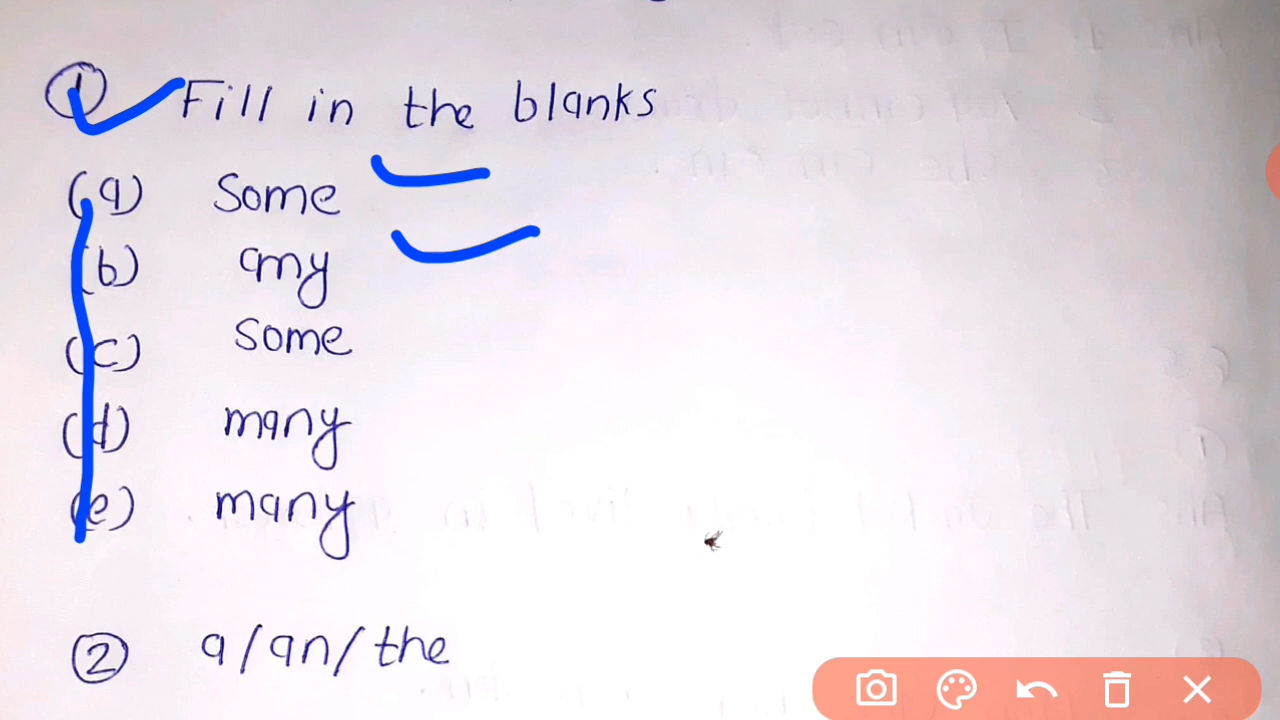 ① Fill in the blanks
(a) Some
(b) any
(c) Some
(d) many
(e) many
② a/an/the